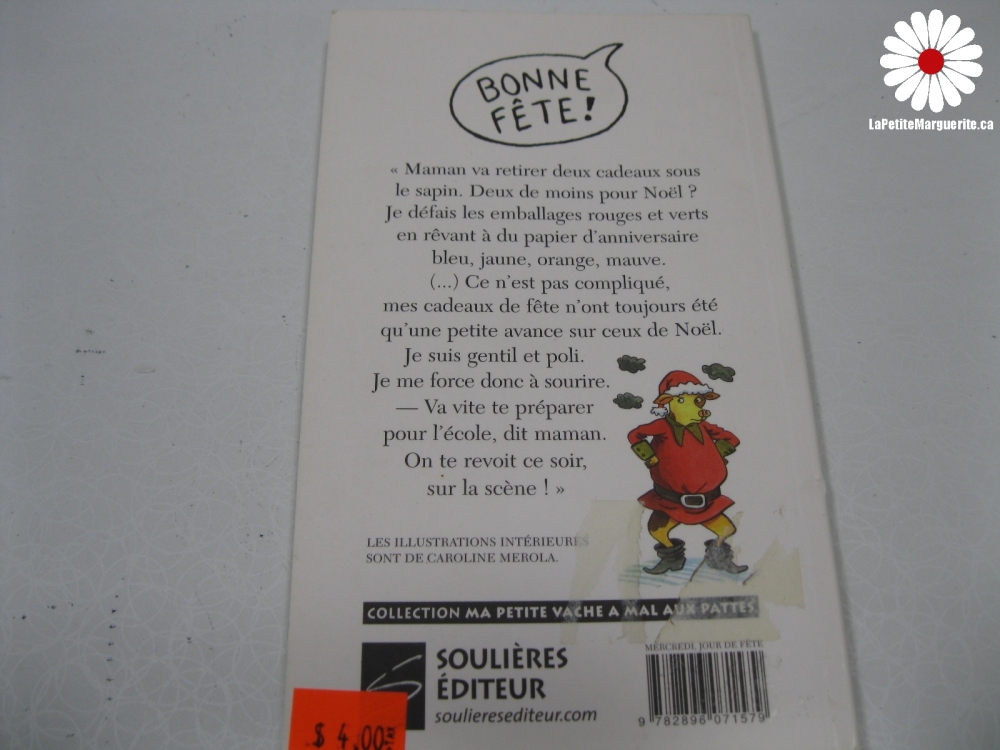 LaPetiteMarguerite.ca
BONNE
FÊTE!
« Maman va retirer deux cadeaux sous
le sapin. Deux de moins pour Noël ?
Je défais les emballages rouges et verts
en rêvant à du papier d'anniversaire
bleu, jaune, orange, mauve.
(...) Ce n'est pas compliqué,
mes cadeaux de fête n'ont toujours été
qu'une petite avance sur ceux de Noël.
Je suis gentil et poli.
Je me force donc à sourire.
— Va vite te préparer
pour l'école, dit maman.
On te revoit ce soir,
sur la scène ! »
LES ILLUSTRATIONS INTÉRIEURES
SONT DE CAROLINE MEROLA.
COLLECTION MA PETITE VACHE A MAL AUX PATTES
SOULIÈRES
ÉDITEUR
soulieresediteur.com
MERCREDI, JOUR DE FÊTE
9 782896 071579
$ 4.00